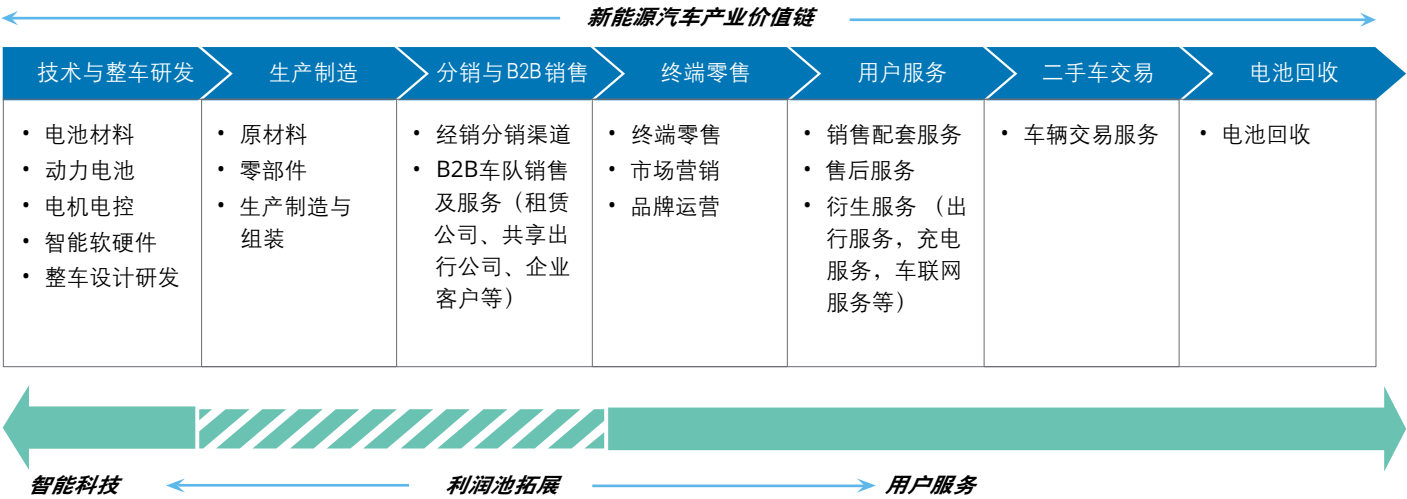 新能源汽车产业价值链
技术与整车研发
生产制造
分销与B2B销售
终端零售
用户服务
二手车交易
电池回收
• 电池材料
• 动力电池
• 电机电控
• 智能软硬件
• 整车设计研发
• 原材料
• 零部件
• 生产制造与
组装
• 经销分销渠道
• B2B车队销售
及服务（租赁
公司、共享出
行公司、企业
客户等）
• 终端零售
• 市场营销
• 品牌运营
• 销售配套服务
• 售后服务
• 衍生服务 （出
行服务，充电
服务，车联网
服务等）
• 车辆交易服务
• 电池回收
智能科技
利润池拓展
用户服务